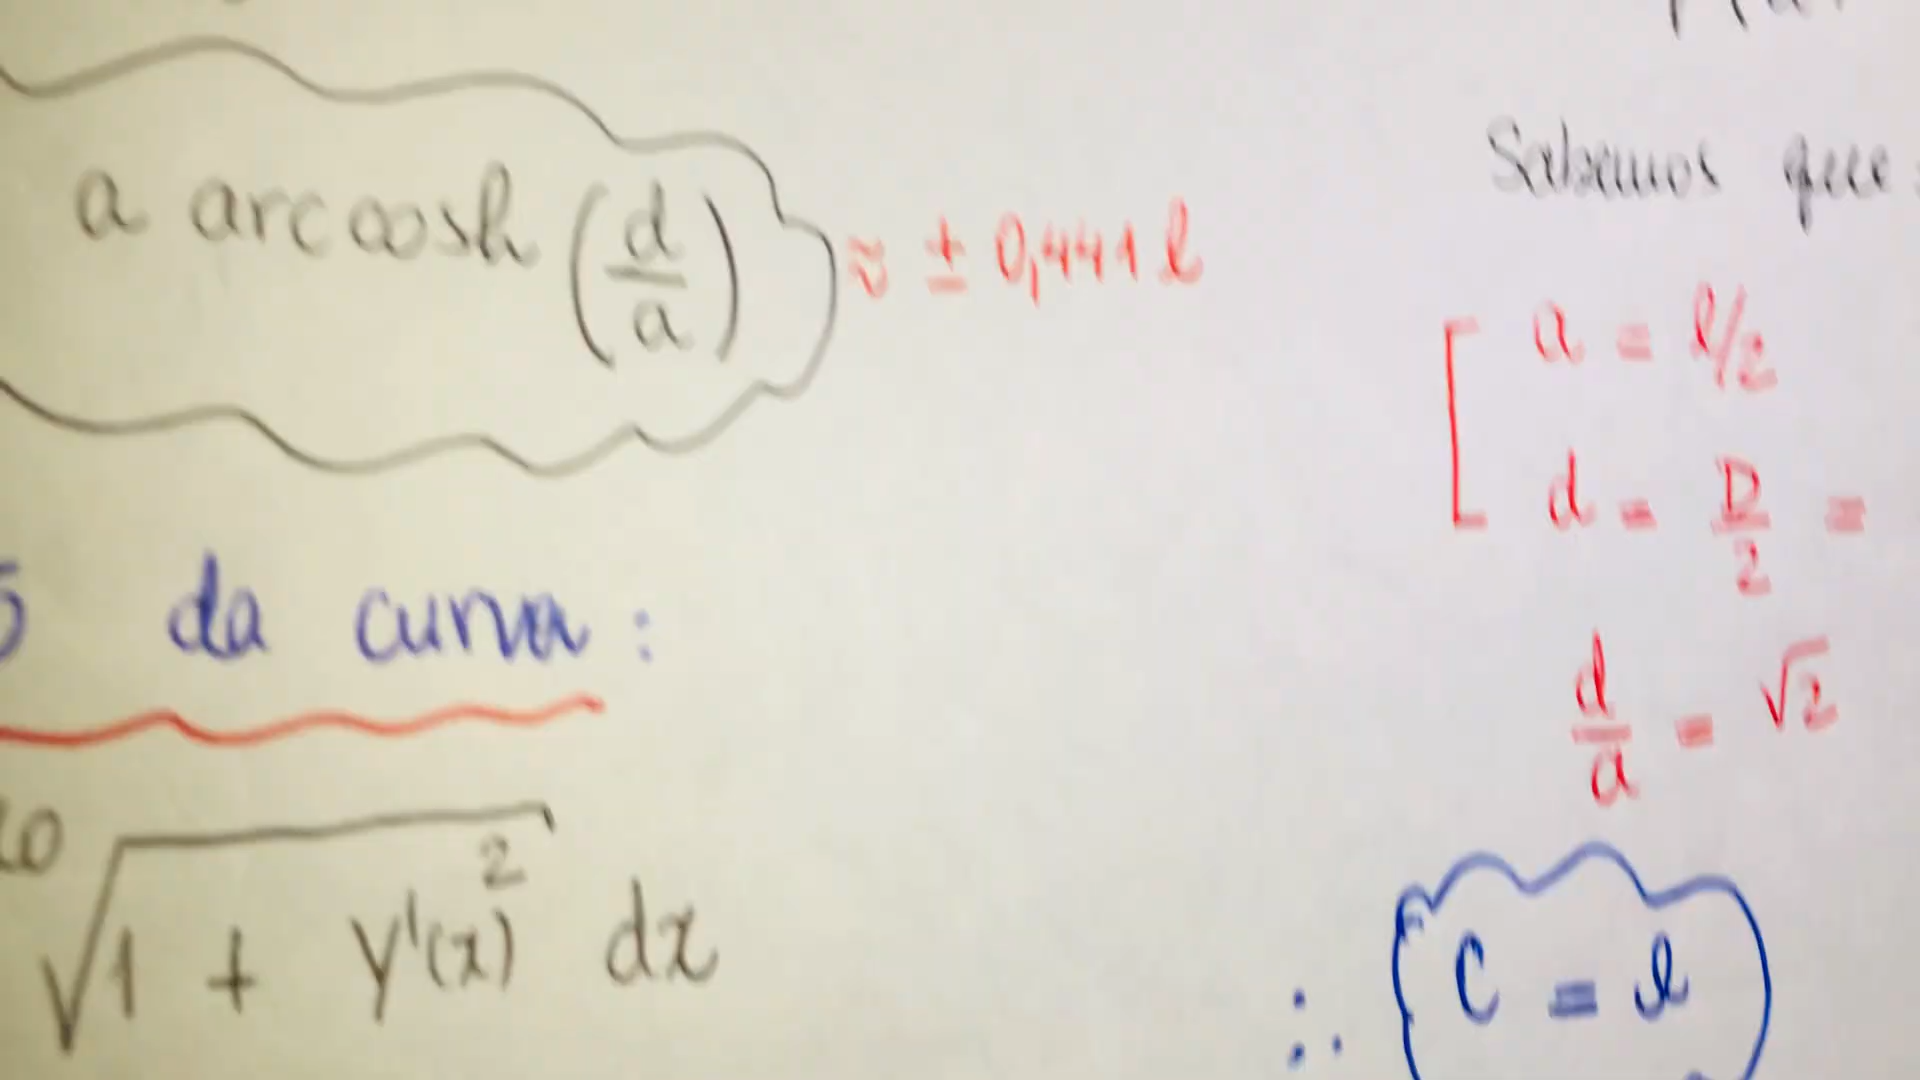 a arccosh (d/a) ≈ ± 0,441 l
da curva:
√1 + y'(x)² dx
Sabemos que:
a = l/2
d = D/2 =
d/a = √2
∴ C = l